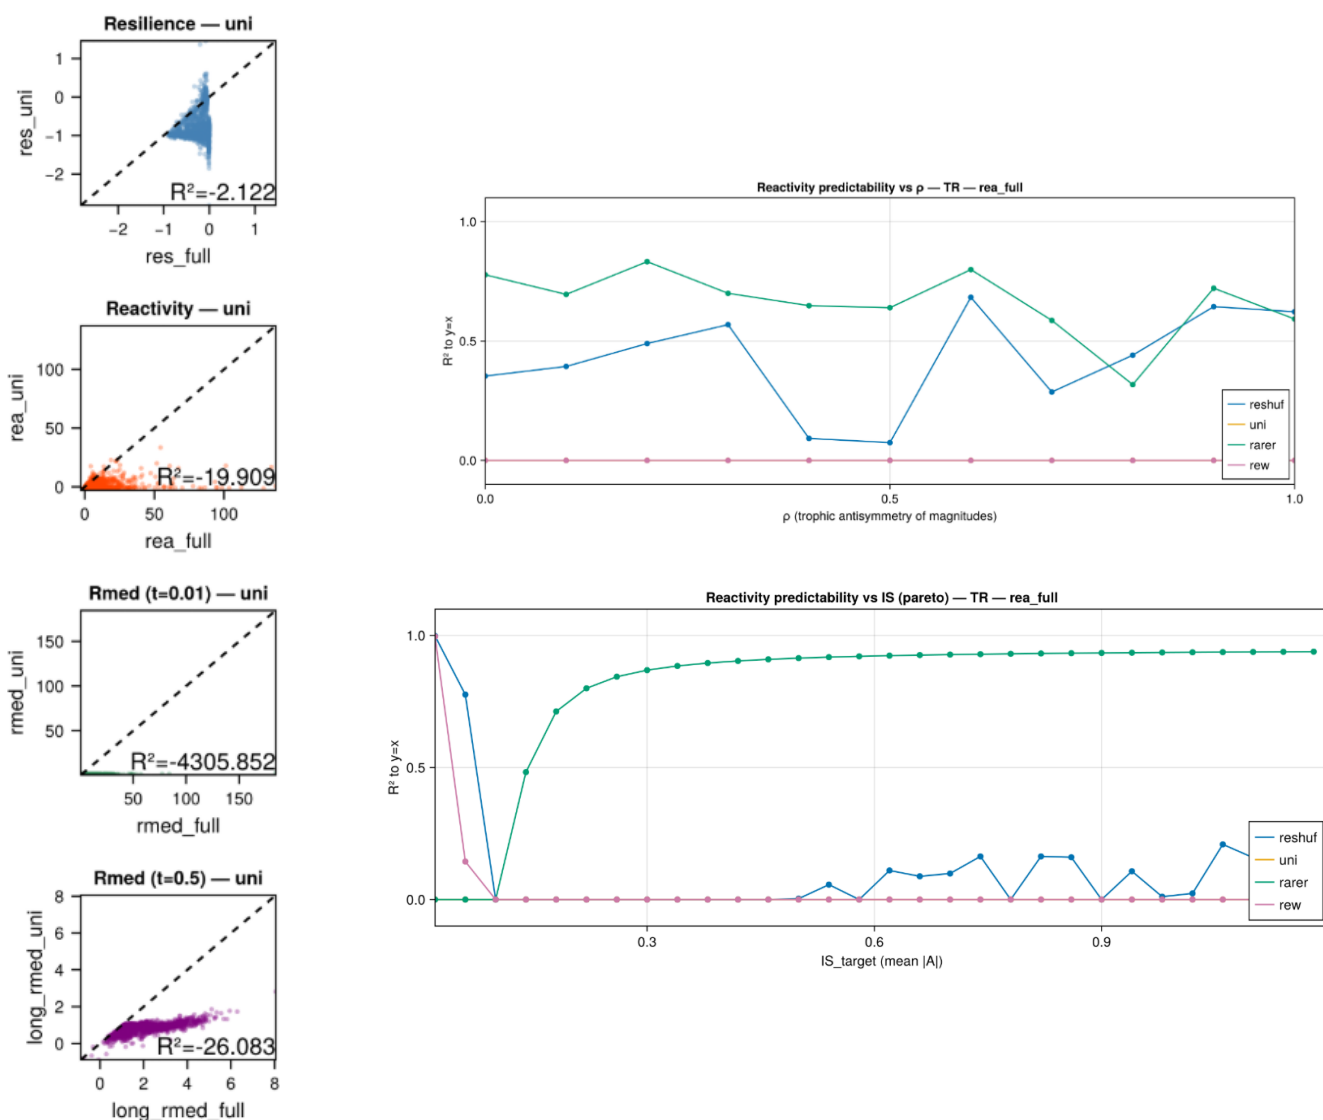 Resilience — uni
1
0
−1
−2
res_uni
R²=-2.122
−2
−1
0
1
res_full
Reactivity — uni
100
50
0
rea_uni
R²=-19.909
0
50
100
rea_full
Rmed (t=0.01) — uni
150
100
50
rmed_uni
R²=-4305.852
50
100
150
rmed_full
Rmed (t=0.5) — uni
8
6
4
2
0
long_rmed_uni
R²=-26.083
0
2
4
6
8
long_rmed_full
Reactivity predictability vs ρ — TR — rea_full
1.0
0.5
0.0
R² to y=x
reshuf
uni
rarer
rew
0.0
0.5
1.0
ρ (trophic antisymmetry of magnitudes)
Reactivity predictability vs IS (pareto) — TR — rea_full
1.0
0.5
0.0
R² to y=x
reshuf
uni
rarer
rew
0.3
0.6
0.9
IS_target (mean |A|)